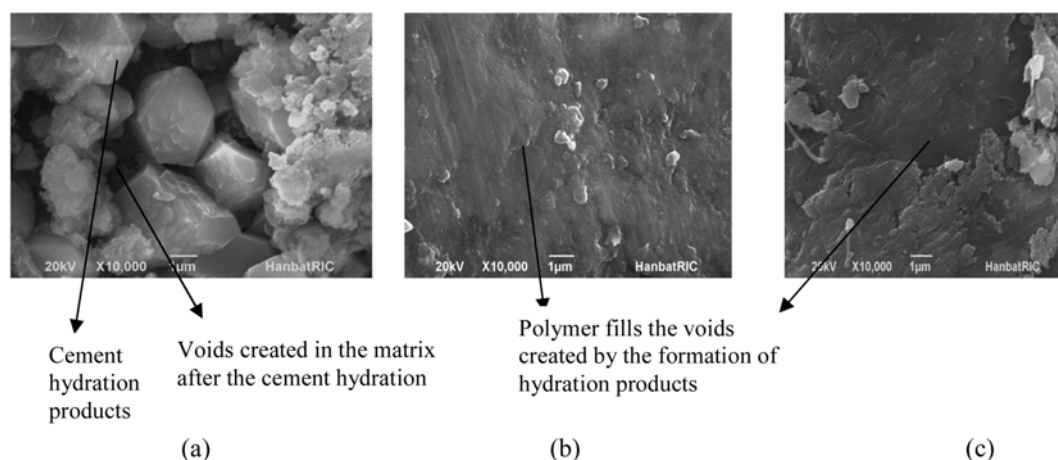 20kV X10,000 1µm HanbatRIC
20kV X10,000 1µm HanbatRIC
20kV X10,000 1µm HanbatRIC
Cement
hydration
products
Voids created in the matrix
after the cement hydration
Polymer fills the voids
created by the formation of
hydration products
(a)
(b)
(c)